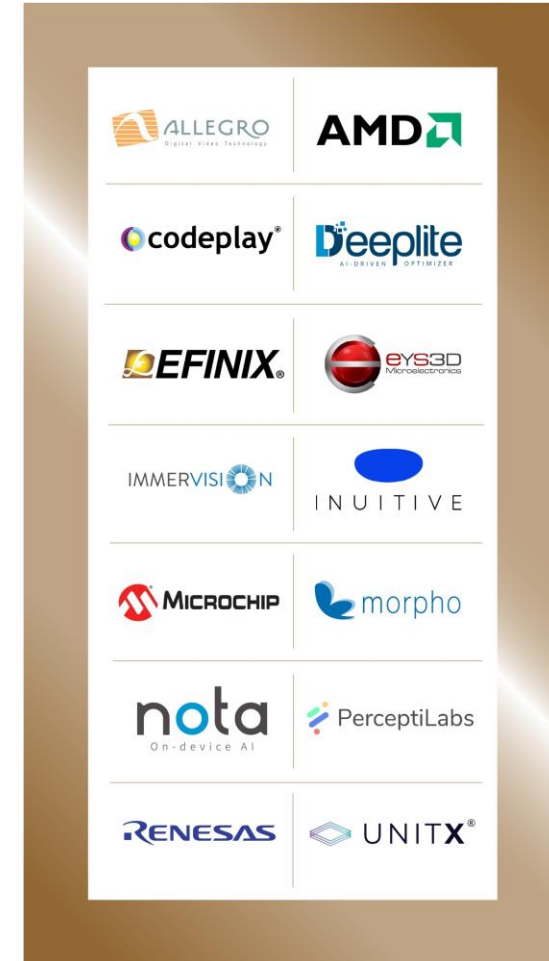 ALLEGRO
Digital Video Technology
AMD
codeplay®
Deeplite
AI-DRIVEN OPTIMIZER
EFINIX®
eYS3D
Microelectronics
IMMERVISION
INUITIVE
MICROCHIP
morpho
nota
On-device AI
PerceptiLabs
RENESAS
UNITX®